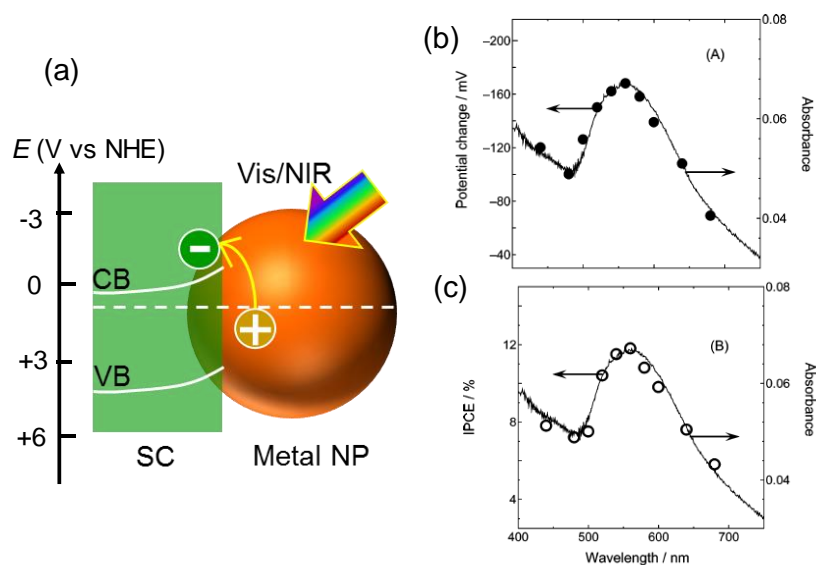 (a)
E (V vs NHE)
-3
0
+3
+6
CB
VB
Vis/NIR
SC
Metal NP
(b)
(A)
Potential change / mV
−200
−160
−120
−80
−40
0.08
0.06
0.04
Absorbance
(c)
(B)
IPCE / %
12
8
4
0.08
0.06
0.04
Absorbance
400 500 600 700
Wavelength / nm